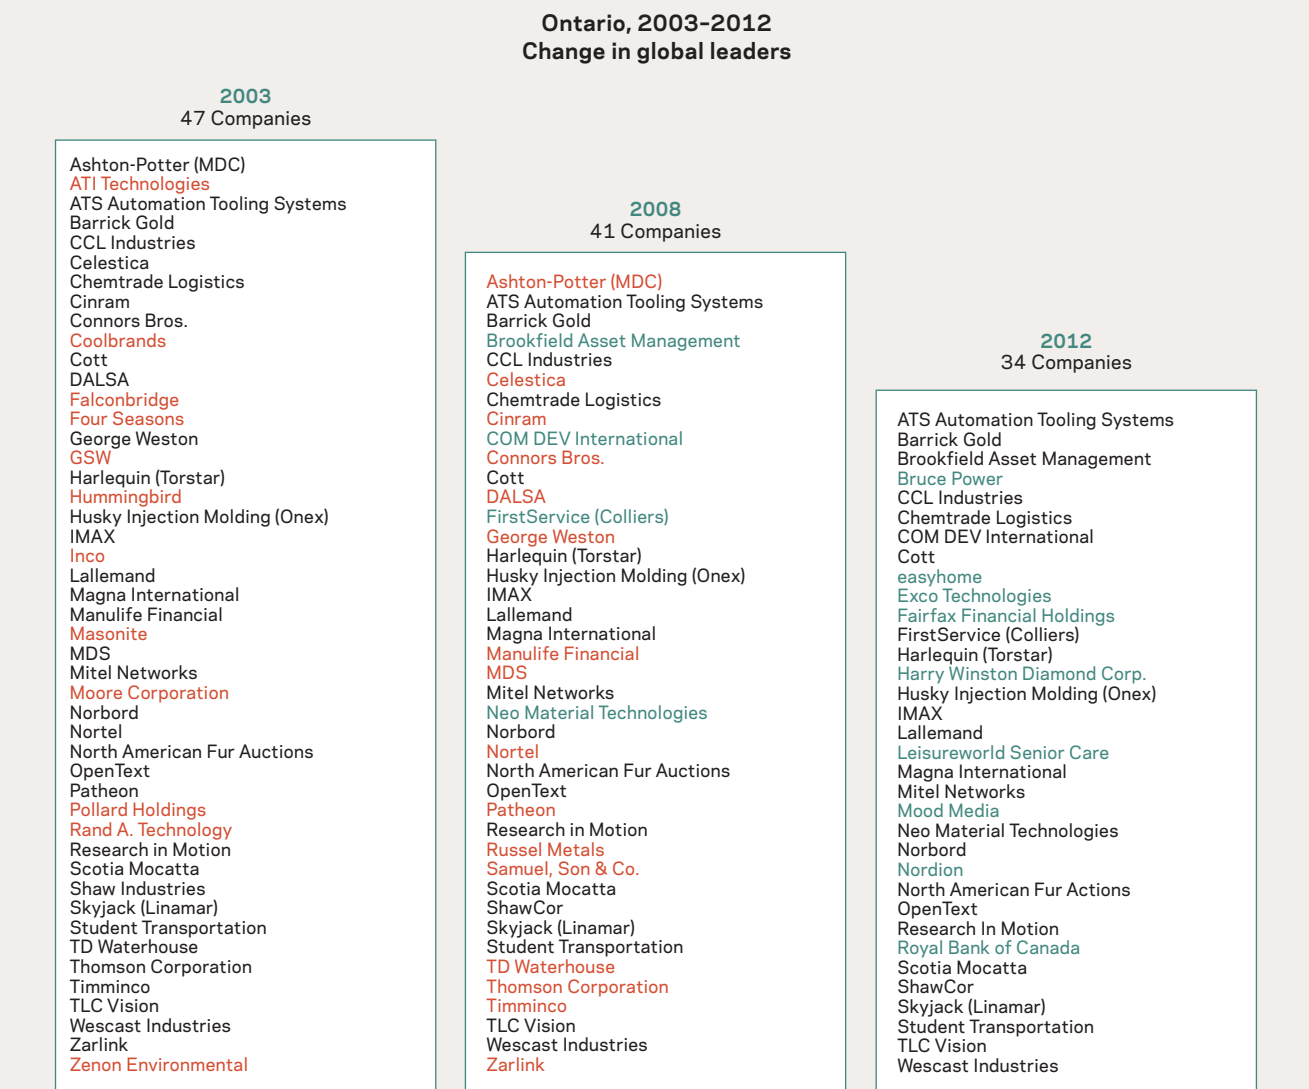 Ontario, 2003–2012
Change in global leaders
2003
47 Companies
Ashton-Potter (MDC)
ATI Technologies
ATS Automation Tooling Systems
Barrick Gold
CCL Industries
Celestica
Chemtrade Logistics
Cinram
Connors Bros.
Coolbrands
Cott
DALSA
Falconbridge
Four Seasons
George Weston
GSW
Harlequin (Torstar)
Hummingbird
Husky Injection Molding (Onex)
IMAX
Inco
Lallemand
Magna International
Manulife Financial
Masonite
MDS
Mitel Networks
Moore Corporation
Norbord
Nortel
North American Fur Auctions
OpenText
Patheon
Pollard Holdings
Rand A. Technology
Research in Motion
Scotia Mocatta
Shaw Industries
Skyjack (Linamar)
Student Transportation
TD Waterhouse
Thomson Corporation
Timminco
TLC Vision
Wescast Industries
Zarlink
Zenon Environmental
2008
41 Companies
Ashton-Potter (MDC)
ATS Automation Tooling Systems
Barrick Gold
Brookfield Asset Management
CCL Industries
Celestica
Chemtrade Logistics
Cinram
COM DEV International
Connors Bros.
Cott
DALSA
FirstService (Colliers)
George Weston
Harlequin (Torstar)
Husky Injection Molding (Onex)
IMAX
Lallemand
Magna International
Manulife Financial
MDS
Mitel Networks
Neo Material Technologies
Norbord
Nortel
North American Fur Auctions
OpenText
Patheon
Research in Motion
Russel Metals
Samuel, Son & Co.
Scotia Mocatta
ShawCor
Skyjack (Linamar)
Student Transportation
TD Waterhouse
Thomson Corporation
Timminco
TLC Vision
Wescast Industries
Zarlink
2012
34 Companies
ATS Automation Tooling Systems
Barrick Gold
Brookfield Asset Management
Bruce Power
CCL Industries
Chemtrade Logistics
COM DEV International
Cott
easyhome
Exco Technologies
Fairfax Financial Holdings
FirstService (Colliers)
Harlequin (Torstar)
Harry Winston Diamond Corp.
Husky Injection Molding (Onex)
IMAX
Lallemand
Leisureworld Senior Care
Magna International
Mitel Networks
Mood Media
Neo Material Technologies
Norbord
Nordion
North American Fur Actions
OpenText
Research In Motion
Royal Bank of Canada
Scotia Mocatta
ShawCor
Skyjack (Linamar)
Student Transportation
TLC Vision
Wescast Industries